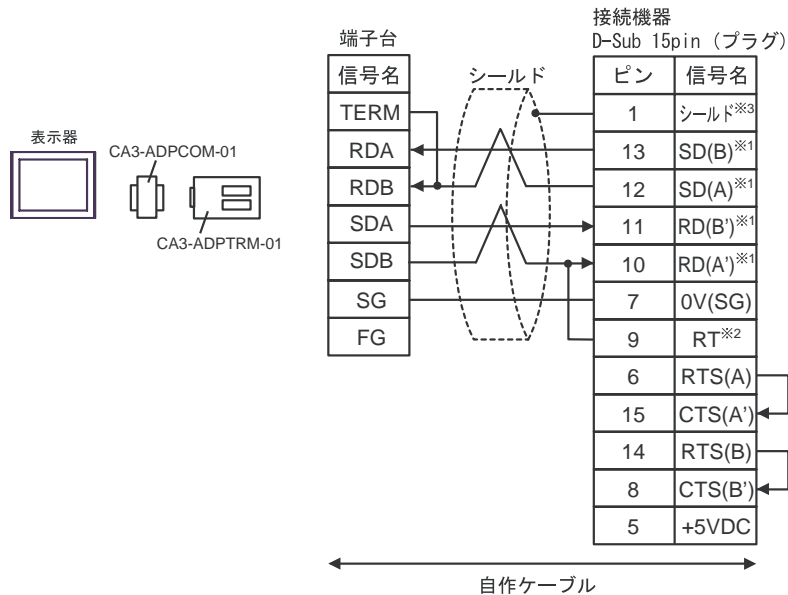 表示器
CA3-ADPCOM-01
CA3-ADPTRM-01
端子台
信号名
TERM
RDA
RDB
SDA
SDB
SG
FG
シールド
接続機器
D-Sub 15pin (プラグ)
ピン 信号名
1 シールド※3
13 SD(B)※1
12 SD(A)※1
11 RD(B’)※1
10 RD(A’)※1
7 0V(SG)
9 RT※2
6 RTS(A)
15 CTS(A’)
14 RTS(B)
8 CTS(B’)
5 +5VDC
自作ケーブル